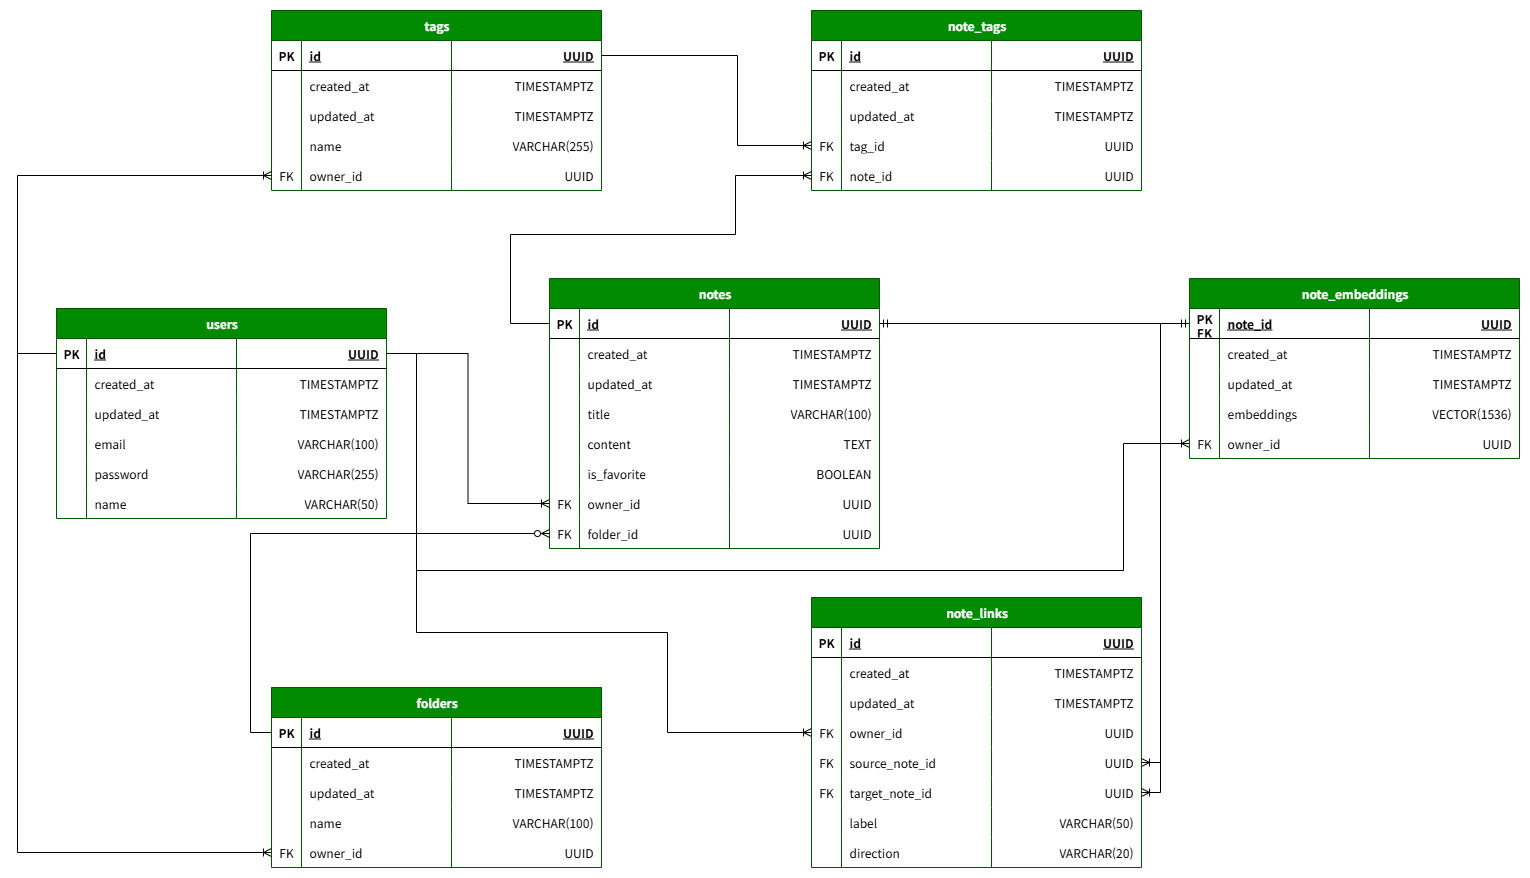 tags
PK id UUID
created_at TIMESTAMPTZ
updated_at TIMESTAMPTZ
name VARCHAR(255)
FK owner_id UUID
note_tags
PK id UUID
created_at TIMESTAMPTZ
updated_at TIMESTAMPTZ
FK tag_id UUID
FK note_id UUID
users
PK id UUID
created_at TIMESTAMPTZ
updated_at TIMESTAMPTZ
email VARCHAR(100)
password VARCHAR(255)
name VARCHAR(50)
notes
PK id UUID
created_at TIMESTAMPTZ
updated_at TIMESTAMPTZ
title VARCHAR(100)
content TEXT
is_favorite BOOLEAN
FK owner_id UUID
FK folder_id UUID
note_embeddings
PK
FK note_id UUID
created_at TIMESTAMPTZ
updated_at TIMESTAMPTZ
embeddings VECTOR(1536)
FK owner_id UUID
folders
PK id UUID
created_at TIMESTAMPTZ
updated_at TIMESTAMPTZ
name VARCHAR(100)
FK owner_id UUID
note_links
PK id UUID
created_at TIMESTAMPTZ
updated_at TIMESTAMPTZ
FK owner_id UUID
FK source_note_id UUID
FK target_note_id UUID
label VARCHAR(50)
direction VARCHAR(20)